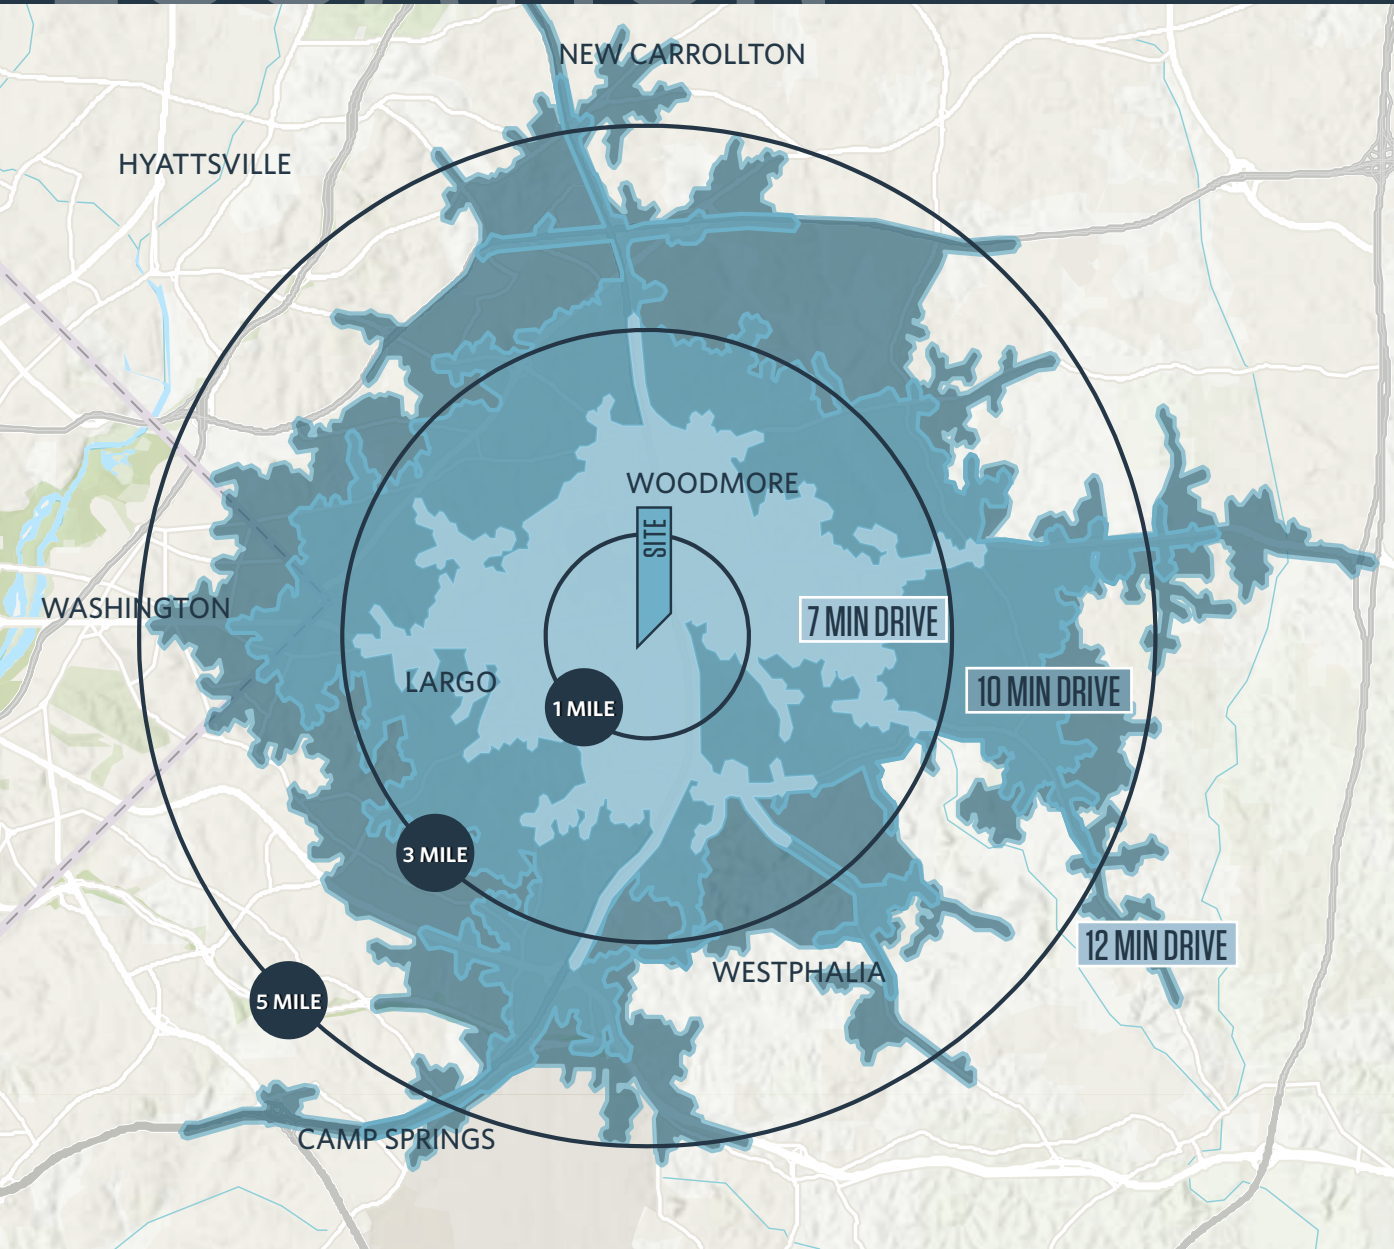 NEW CARROLLTON
HYATTSVILLE
WOODMORE
SITE
WASHINGTON
7 MIN DRIVE
LARGO
10 MIN DRIVE
1 MILE
3 MILE
12 MIN DRIVE
WESTPHALIA
5 MILE
CAMP SPRINGS